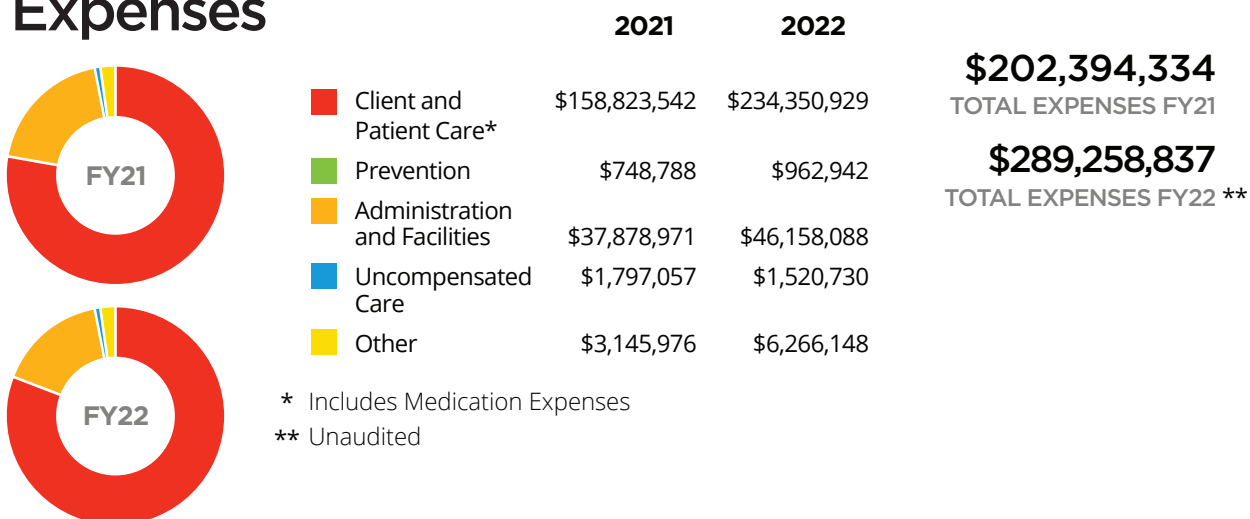 Expenses
2021 2022
Client and $158,823,542 $234,350,929
Patient Care*
Prevention $748,788 $962,942
Administration
and Facilities $37,878,971 $46,158,088
Uncompensated $1,797,057 $1,520,730
Care
Other $3,145,976 $6,266,148
* Includes Medication Expenses
** Unaudited
FY21
FY22
$202,394,334
TOTAL EXPENSES FY21
$289,258,837
TOTAL EXPENSES FY22 **